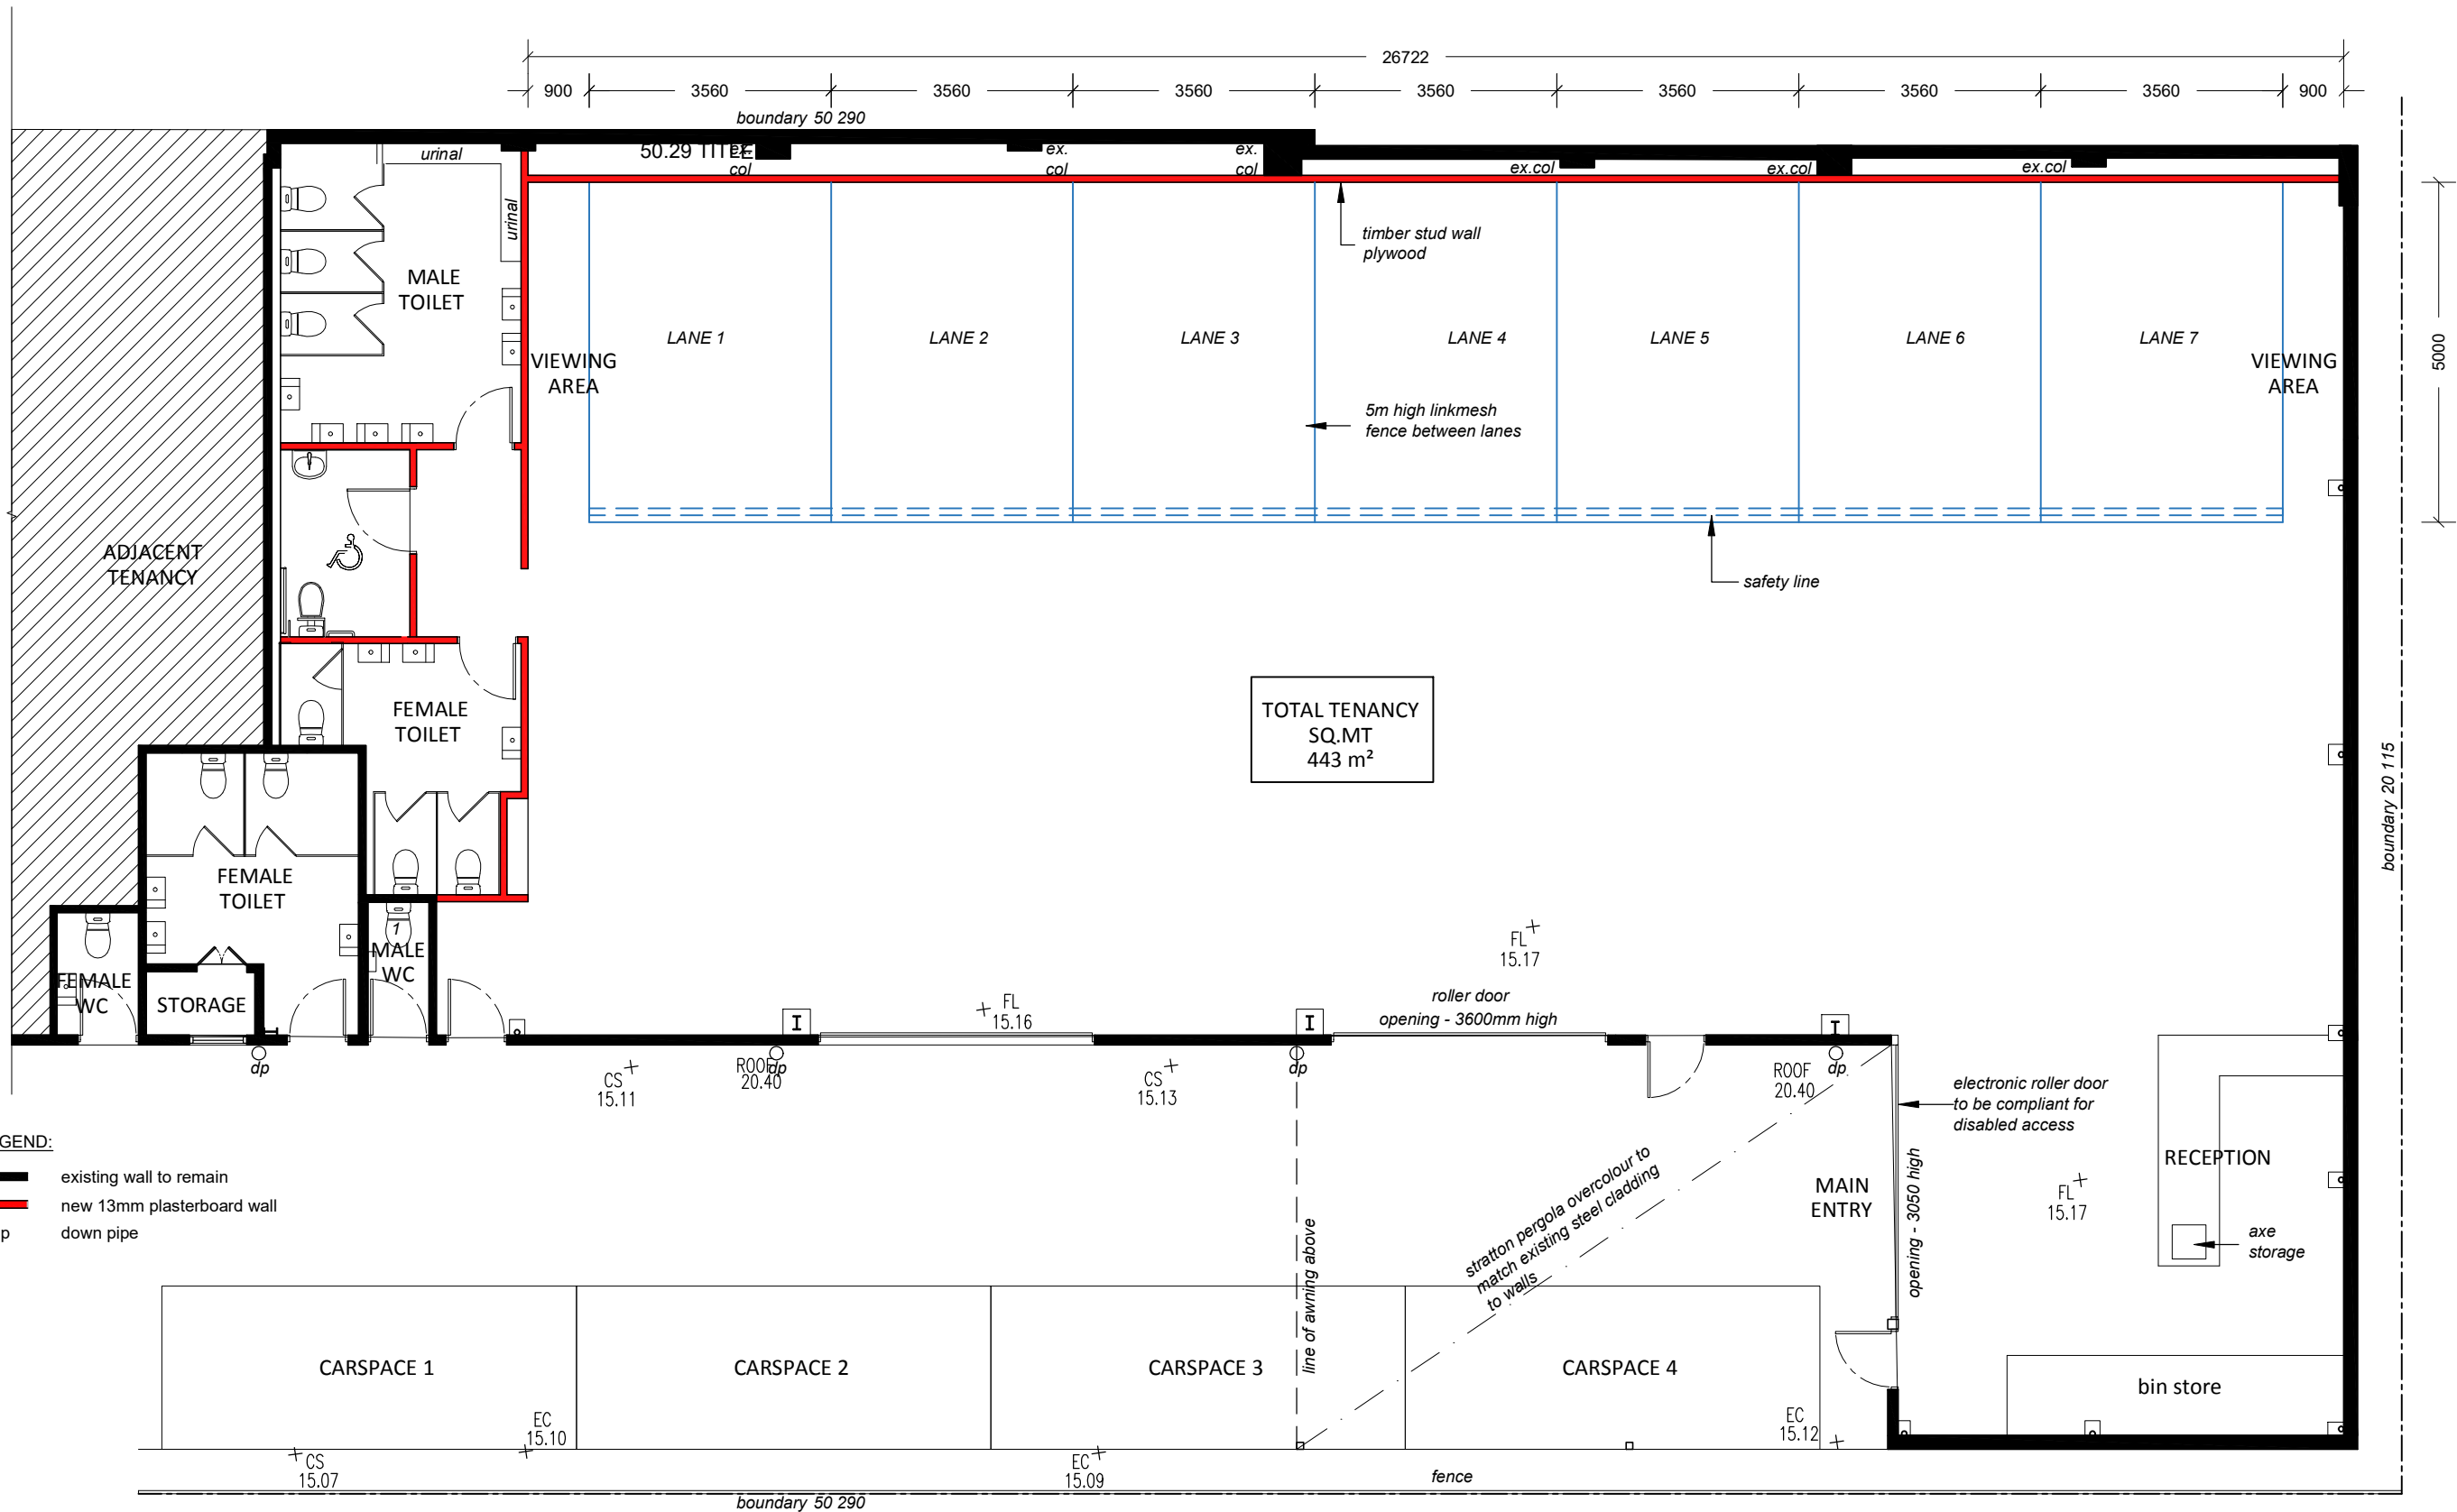 26722
900
3560
3560
3560
3560
3560
3560
3560
900
boundary 50 290
50.29 TITLE
ex.
col
ex.
col
ex.
col
ex.col
ex.col
ex.col
urinal
urinal
MALE
TOILET
timber stud wall
plywood
LANE 1
LANE 2
LANE 3
LANE 4
LANE 5
LANE 6
LANE 7
VIEWING
AREA
VIEWING
AREA
5000
5m high linkmesh
fence between lanes
ADJACENT
TENANCY
safety line
FEMALE
TOILET
TOTAL TENANCY
SQ.MT
443 m²
boundary 20 115
FEMALE
TOILET
1
MALE
WC
FEMALE
WC
STORAGE
FL
15.17
FL
15.16
roller door
opening - 3600mm high
I
I
I
dp
dp
dp
dp
CS
15.11
ROOF
20.40
CS
15.13
ROOF
20.40
electronic roller door
to be compliant for
disabled access
GEND:
existing wall to remain
new 13mm plasterboard wall
p down pipe
stratton pergola overcolour to
match existing steel cladding
to walls
line of awning above
MAIN
ENTRY
opening - 3050 high
RECEPTION
FL
15.17
axe
storage
CARSPACE 1
CARSPACE 2
CARSPACE 3
CARSPACE 4
bin store
EC
15.10
EC
15.12
CS
15.07
EC
15.09
fence
boundary 50 290